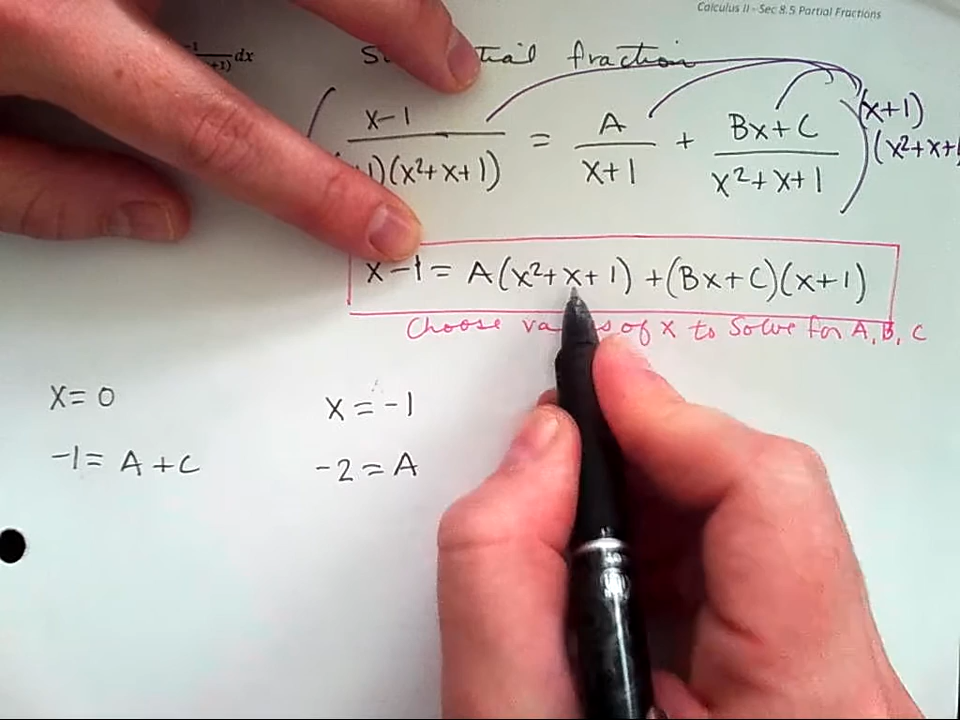 Calculus II - Sec 8.5 Partial Fractions
dx
fraction
x-1 / (x²+x+1) = A / x+1 + Bx+C / x²+x+1 (x+1)
(x²+x+1
x-1 = A(x²+x+1) + (Bx+C)(x+1)
Choose of x to Solve for A, B, C
x=0 x=-1
-1=A+C -2=A